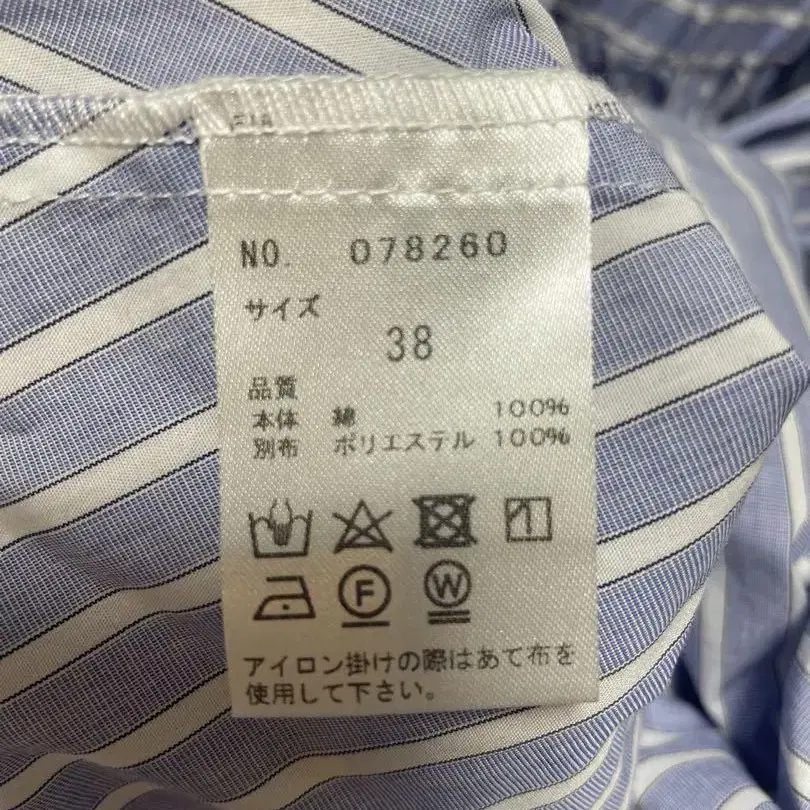 NO. 078260
サイズ
38
品質
本体 綿 100%
別布 ポリエステル 100%
F W
アイロン掛けの際はあて布を
使用して下さい。